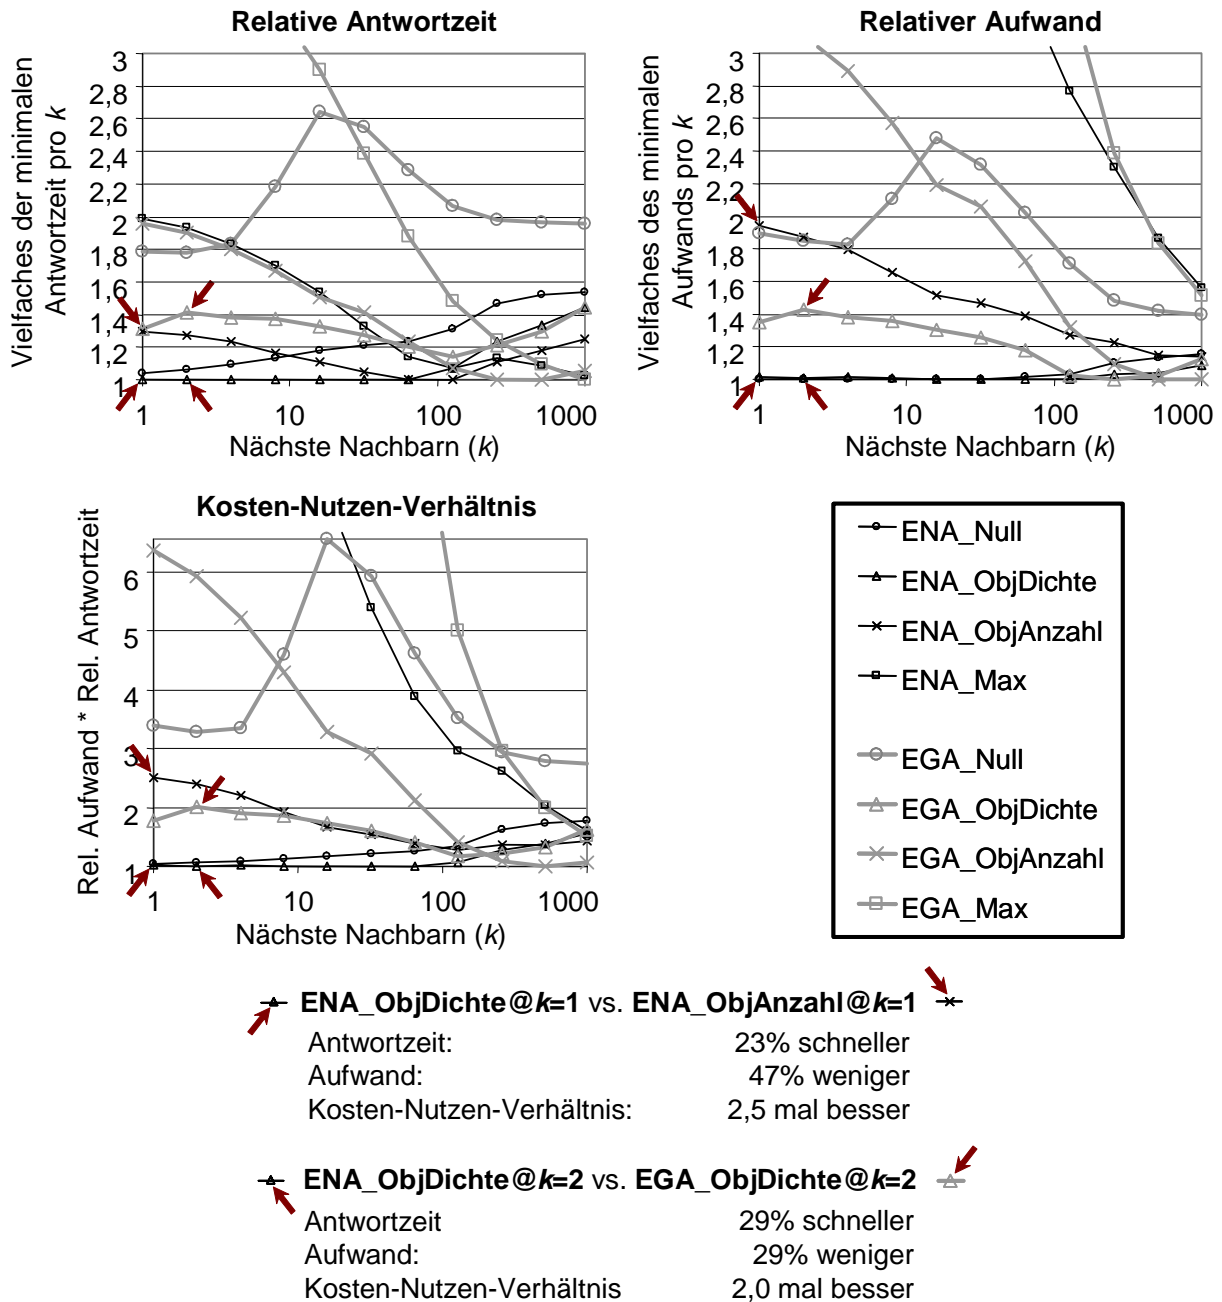 Relative Antwortzeit
Vielfaches der minimalen
Antwortzeit pro k
3
2,8
2,6
2,4
2,2
2
1,8
1,6
1,4
1,2
1
1 10 100 1000
Nächste Nachbarn (k)
Relativer Aufwand
Vielfaches des minimalen
Aufwands pro k
3
2,8
2,6
2,4
2,2
2
1,8
1,6
1,4
1,2
1
1 10 100 1000
Nächste Nachbarn (k)
Kosten-Nutzen-Verhältnis
Rel. Aufwand * Rel. Antwortzeit
6
5
4
3
2
1
1 10 100 1000
Nächste Nachbarn (k)
ENA_Null
ENA_ObjDichte
ENA_ObjAnzahl
ENA_Max
EGA_Null
EGA_ObjDichte
EGA_ObjAnzahl
EGA_Max
ENA_ObjDichte@k=1 vs. ENA_ObjAnzahl@k=1
Antwortzeit: 23% schneller
Aufwand: 47% weniger
Kosten-Nutzen-Verhältnis: 2,5 mal besser
ENA_ObjDichte@k=2 vs. EGA_ObjDichte@k=2
Antwortzeit 29% schneller
Aufwand: 29% weniger
Kosten-Nutzen-Verhältnis 2,0 mal besser